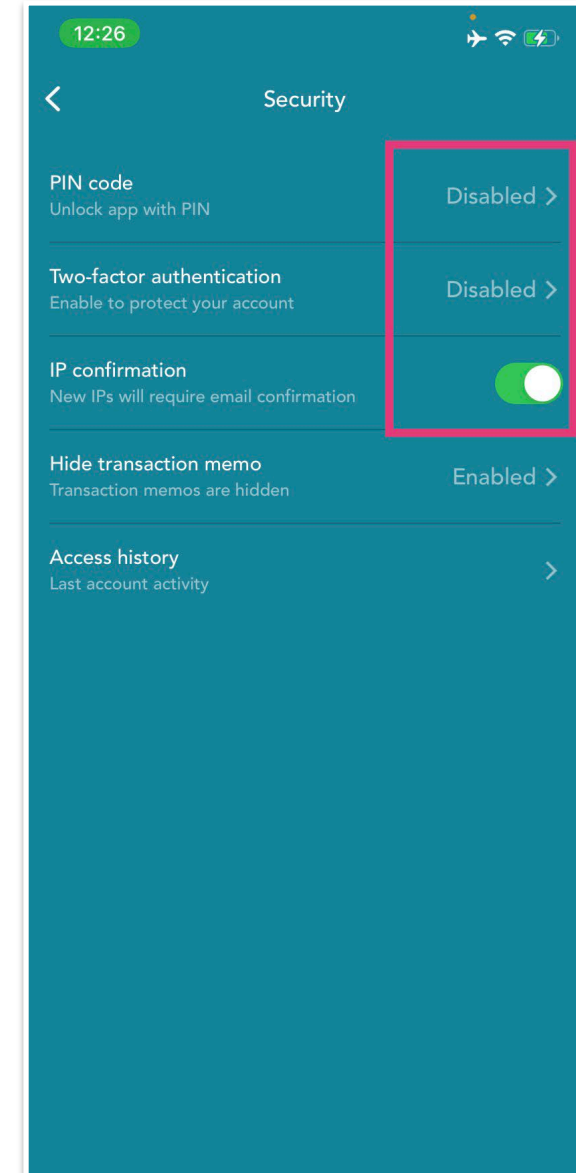 12:26
Security
PIN code
Disabled
Unlock app with PIN
Two-factor authentication
Disabled
Enable to protect your account
IP confirmation
New IPs will require email confirmation
Hide transaction memo
Enabled
Transaction memos are hidden
Access history
Last account activity